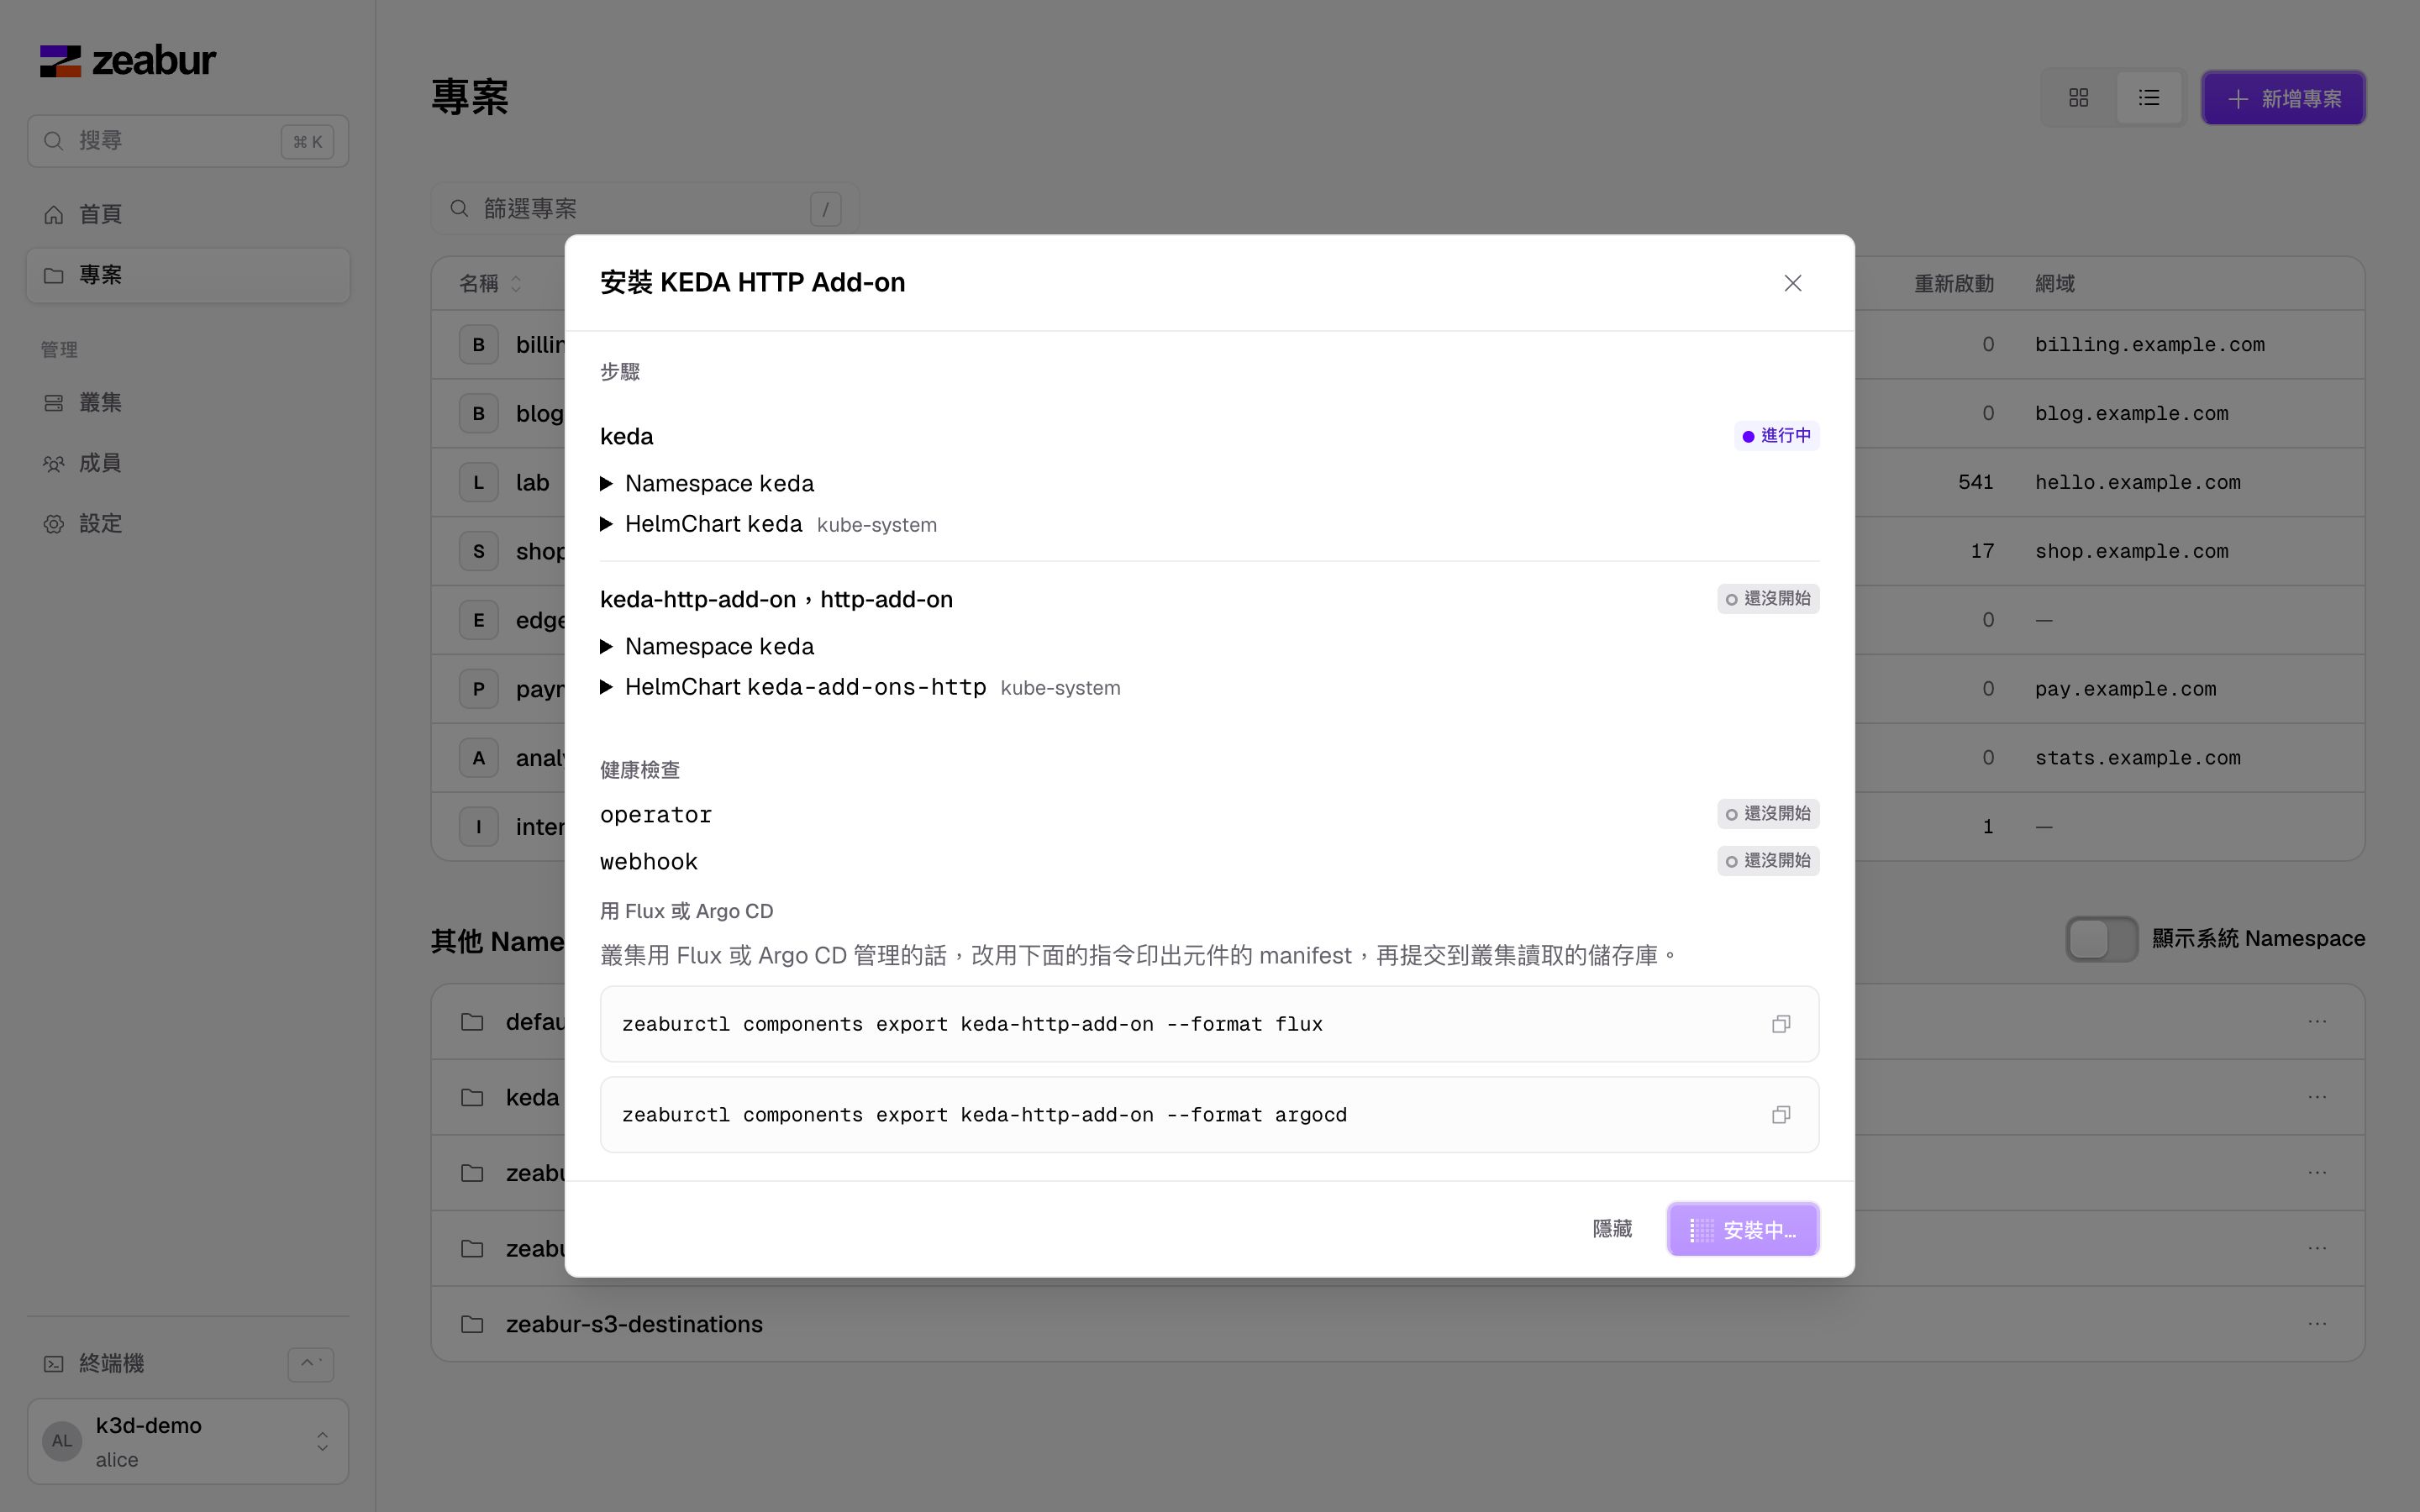 zeabur
搜尋
⌘ K
首頁
專案
管理
叢集
成員
設定
終端機
^ `
AL
k3d-demo
alice
專案
新增專案
篩選專案
/
名稱
重新啟動
網域
B
0
billing.example.com
B
blog
0
blog.example.com
L
lab
541
hello.example.com
S
shop
17
shop.example.com
E
edge
0
—
P
0
pay.example.com
A
0
stats.example.com
I
1
—
其他
顯示系統 Namespace
keda
zeabur-s3-destinations
安裝 KEDA HTTP Add-on
步驟
keda
進行中
Namespace keda
HelmChart keda kube-system
keda-http-add-on，http-add-on
還沒開始
Namespace keda
HelmChart keda-add-ons-http kube-system
健康檢查
operator
還沒開始
webhook
還沒開始
用 Flux 或 Argo CD
叢集用 Flux 或 Argo CD 管理的話，改用下面的指令印出元件的 manifest，再提交到叢集讀取的儲存庫。
zeaburctl components export keda-http-add-on --format flux
zeaburctl components export keda-http-add-on --format argocd
隱藏
安裝中…